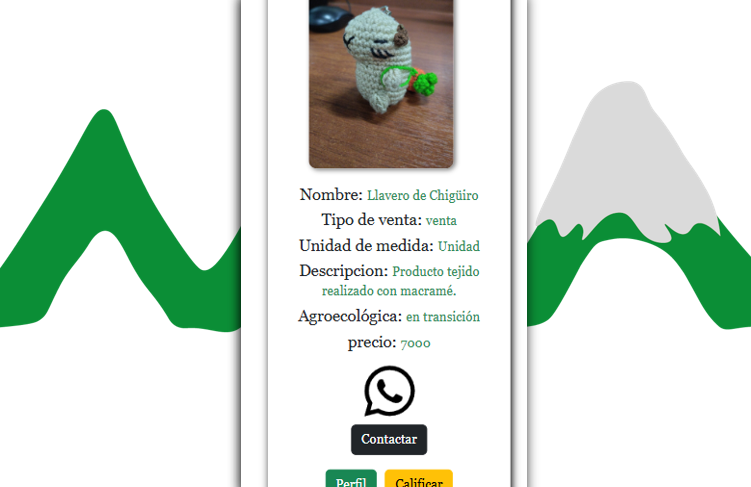 Nombre: Llavero de Chigüiro
Tipo de venta: venta
Unidad de medida: Unidad
Descripcion: Producto tejido
realizado con macramé.
Agroecológica: en transición
precio: 7000
Contactar
Perfil Calificar